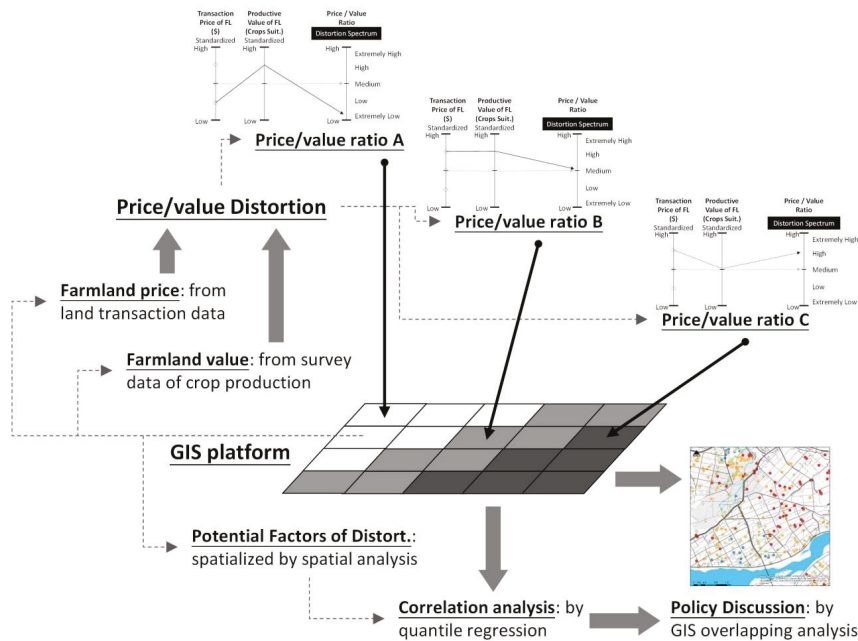 Transaction Price of FL ($)
Productive Value of FL (Crops Suit.)
Price / Value Ratio
Standardized
Standardized
Distortion Spectrum
High
High
High
Extremely High
High
Medium
Low
Extremely Low
Low
Low
Low
Price/value ratio A
Transaction Price of FL ($)
Productive Value of FL (Crops Suit.)
Price / Value Ratio
Standardized
Standardized
Distortion Spectrum
High
High
High
Extremely High
High
Medium
Low
Extremely Low
Low
Low
Low
Price/value ratio B
Transaction Price of FL ($)
Productive Value of FL (Crops Suit.)
Price / Value Ratio
Standardized
Standardized
Distortion Spectrum
High
High
High
Extremely High
High
Medium
Low
Extremely Low
Low
Low
Low
Price/value ratio C
Price/value Distortion
Farmland price: from
land transaction data
Farmland value: from survey
data of crop production
GIS platform
Potential Factors of Distort.:
spatialized by spatial analysis
Correlation analysis: by
quantile regression
Policy Discussion: by
GIS overlapping analysis